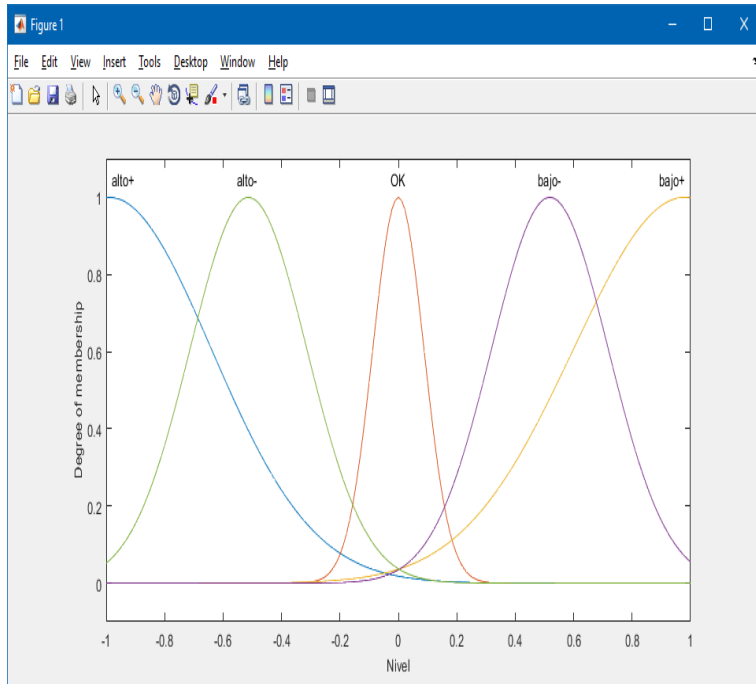 Figure 1
File Edit View Insert Tools Desktop Window Help
alto+ alto- OK bajo- bajo+
1
0.8
0.6
0.4
0.2
0
Degree of membership
-1 -0.8 -0.6 -0.4 -0.2 0 0.2 0.4 0.6 0.8 1
Nivel